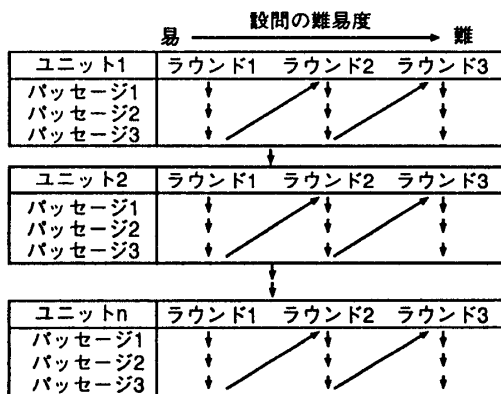 設問の難易度
易 難
ユニット1 ラウンド1 ラウンド2 ラウンド3
パッセージ1
パッセージ2
パッセージ3
ユニット2 ラウンド1 ラウンド2 ラウンド3
パッセージ1
パッセージ2
パッセージ3
ユニットn ラウンド1 ラウンド2 ラウンド3
パッセージ1
パッセージ2
パッセージ3